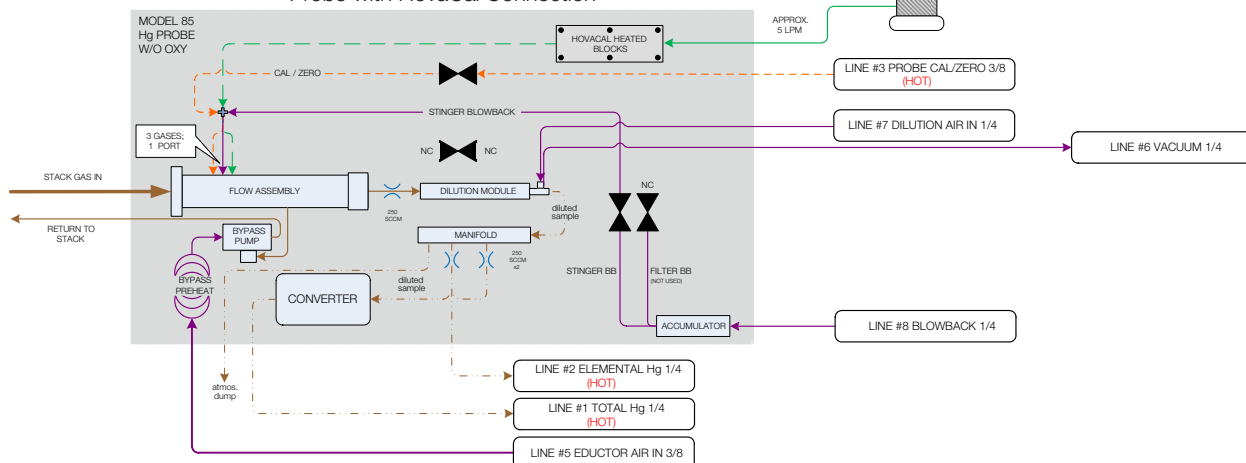 Probe with HovaCal Connection
MODEL 85
Hg PROBE
W/O OXY
HOVACAL HEATED
BLOCKS
APPROX.
5 LPM
CAL / ZERO
LINE #3 PROBE CAL/ZERO 3/8
(HOT)
STINGER BLOWBACK
LINE #7 DILUTION AIR IN 1/4
3 GASES;
1 PORT
NC
NC
LINE #6 VACUUM 1/4
STACK GAS IN
FLOW ASSEMBLY
DILUTION MODULE
NC
250
SCCM
diluted
sample
RETURN TO
STACK
BYPASS
PUMP
MANIFOLD
250
SCCM
x2
STINGER BB
FILTER BB
(NOT USED)
BYPASS
PREHEAT
diluted
sample
CONVERTER
ACCUMULATOR
LINE #8 BLOWBACK 1/4
atmos.
dump
LINE #2 ELEMENTAL Hg 1/4
(HOT)
LINE #1 TOTAL Hg 1/4
(HOT)
LINE #5 EDUCTOR AIR IN 3/8